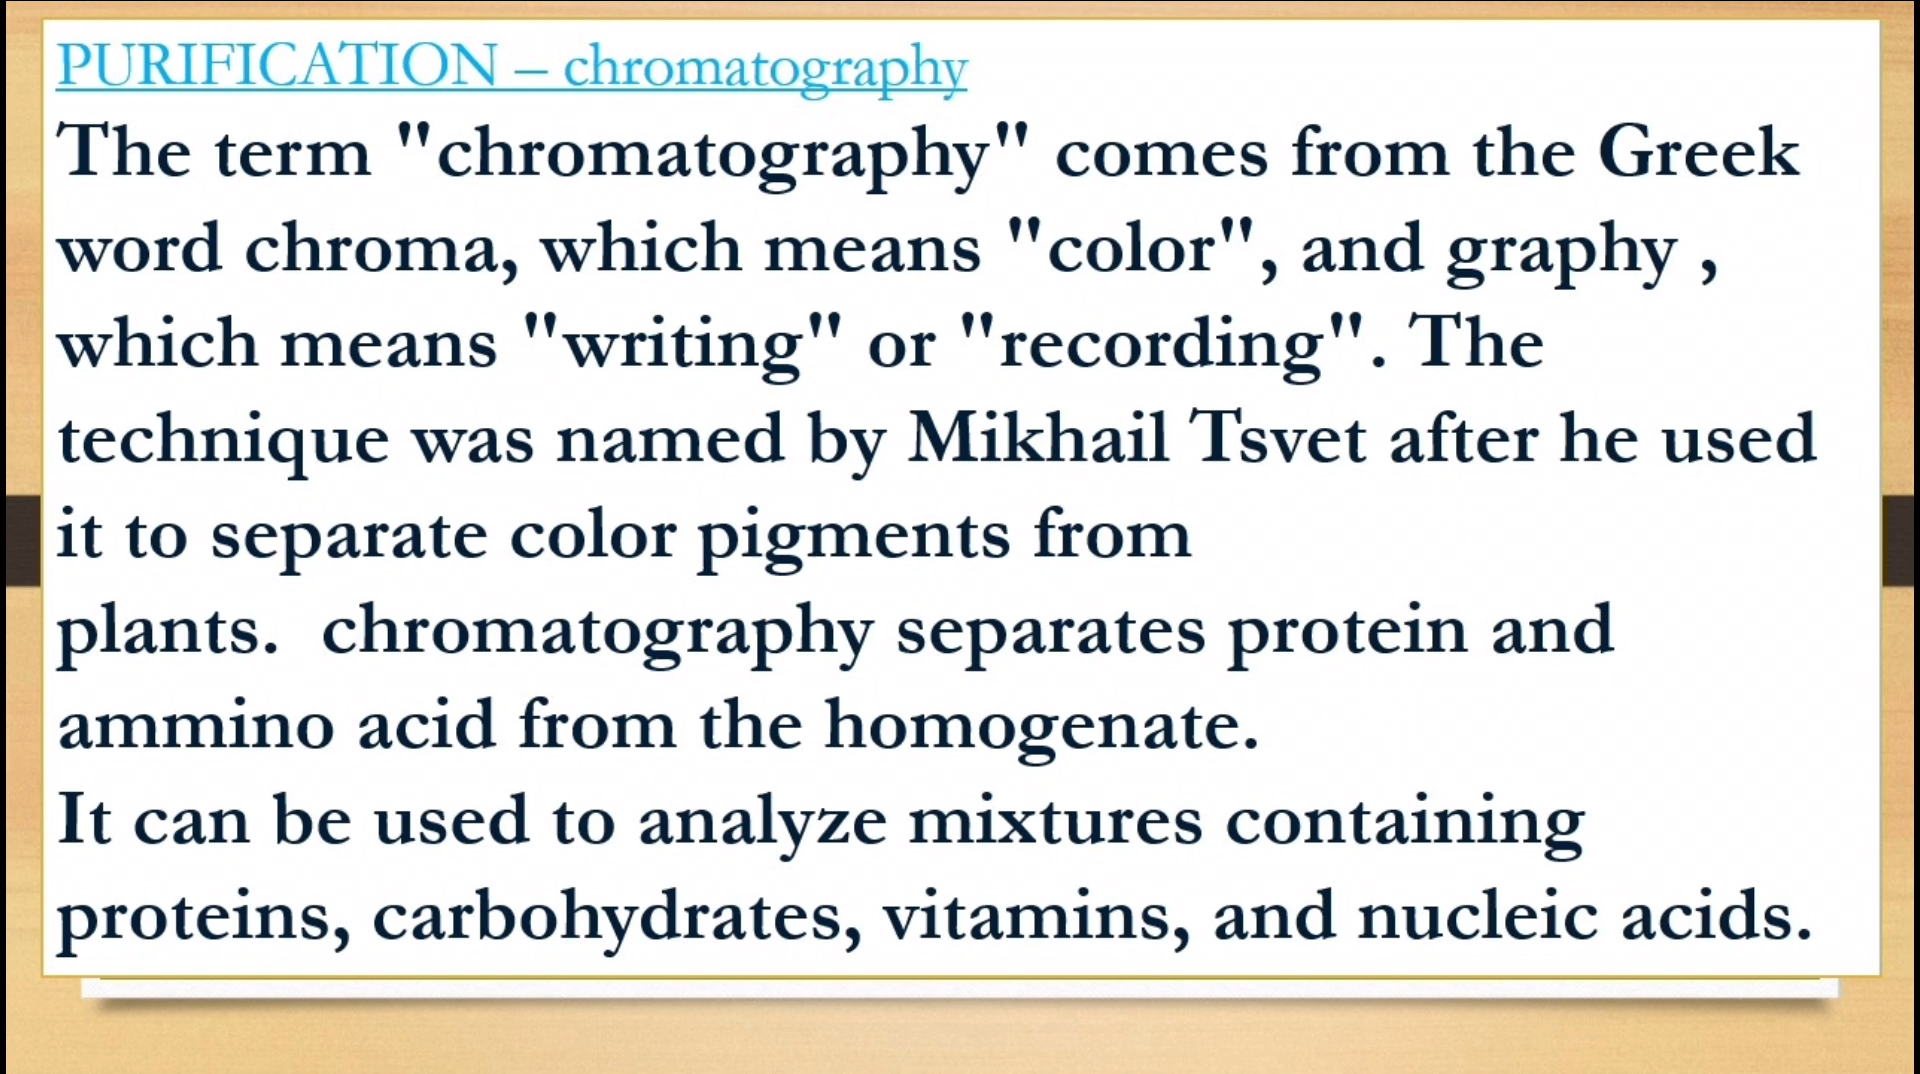 PURIFICATION – chromatography
The term "chromatography" comes from the Greek
word chroma, which means "color", and graphy ,
which means "writing" or "recording". The
technique was named by Mikhail Tsvet after he used
it to separate color pigments from
plants.  chromatography separates protein and
ammino acid from the homogenate.
It can be used to analyze mixtures containing
proteins, carbohydrates, vitamins, and nucleic acids.